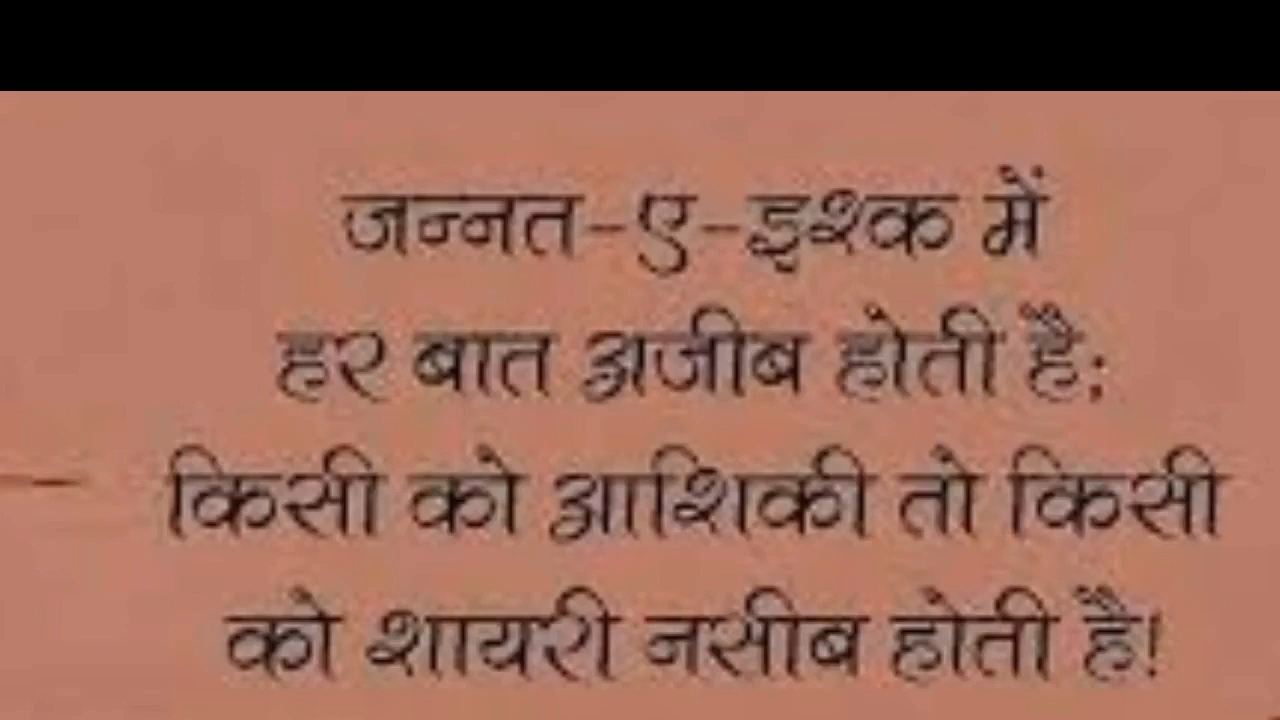 जन्नत-ए-इश्क में
हर बात अजीब होती है;
किसी को आशिकी तो किसी
को शायरी नसीब होती है!